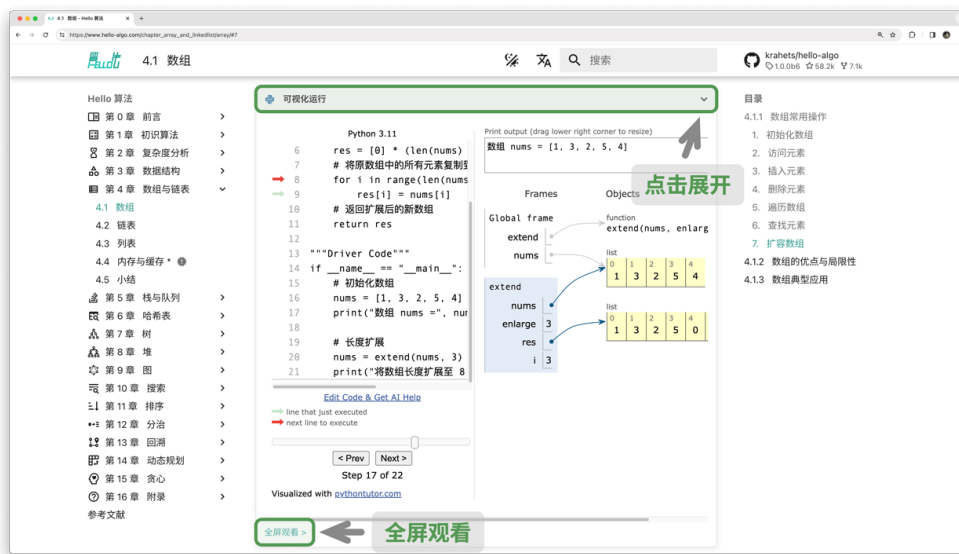 4.1 数组 - Hello 算法
https://www.hello-algo.com/chapter_array_and_linkedlist/array/#7
4.1 数组
搜索
krahets/hello-algo
1.0.0b6 58.2k 7.1k
Hello 算法
第 0 章 前言
第 1 章 初识算法
第 2 章 复杂度分析
第 3 章 数据结构
第 4 章 数组与链表
4.1 数组
4.2 链表
4.3 列表
4.4 内存与缓存 *
4.5 小结
第 5 章 栈与队列
第 6 章 哈希表
第 7 章 树
第 8 章 堆
第 9 章 图
第 10 章 搜索
第 11 章 排序
第 12 章 分治
第 13 章 回溯
第 14 章 动态规划
第 15 章 贪心
第 16 章 附录
参考文献
可视化运行
点击展开
Python 3.11
6 res = [0] * (len(nums)
7 # 将原数组中的所有元素复制到
8 for i in range(len(nums
9 res[i] = nums[i]
10 # 返回扩展后的新数组
11 return res
12
13 """Driver Code"""
14 if __name__ == "__main__":
15 # 初始化数组
16 nums = [1, 3, 2, 5, 4]
17 print("数组 nums =", num
18
19 # 长度扩展
20 nums = extend(nums, 3)
21 print("将数组长度扩展至 8
Edit Code & Get AI Help
line that just executed
next line to execute
< Prev Next >
Step 17 of 22
Visualized with pythontutor.com
Print output (drag lower right corner to resize)
数组 nums = [1, 3, 2, 5, 4]
Frames Objects
Global frame
extend
nums
function
extend(nums, enlarg
list
0 1 2 3 4
1 3 2 5 4
extend
nums
enlarge 3
res
i 3
list
0 1 2 3 4
1 3 2 5 0
全屏观看 >
全屏观看
目录
4.1.1 数组常用操作
1. 初始化数组
2. 访问元素
3. 插入元素
4. 删除元素
5. 遍历数组
6. 查找元素
7. 扩容数组
4.1.2 数组的优点与局限性
4.1.3 数组典型应用